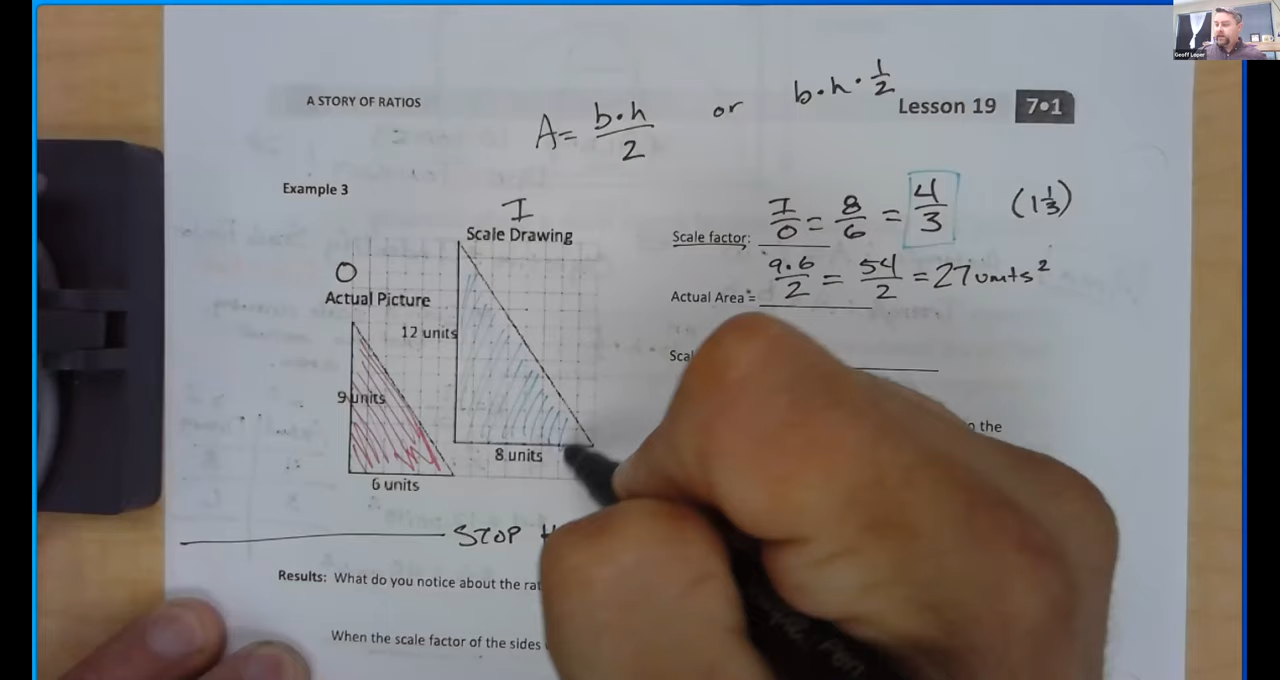 Geoff Loper
A STORY OF RATIOS
A = b·h / 2 or b·h·1/2
Lesson 19 7•1
Example 3
I
Scale Drawing
O
Actual Picture
12 units
9 units
8 units
6 units
Scale factor: I/O = 8/6 = 4/3 (1 1/3)
Actual Area = 9·6/2 = 54/2 = 27 units²
the
STOP
Results: What do you notice about the
When the scale factor of the sides